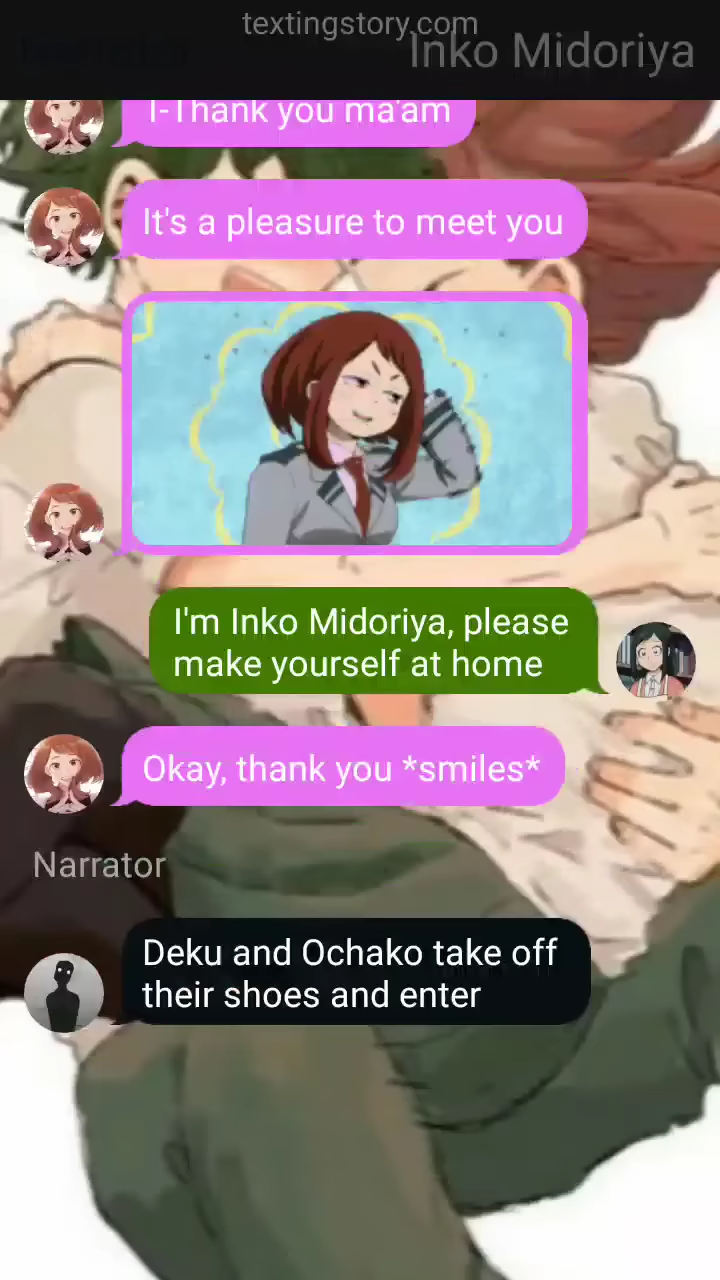 textingstory.com
Inko Midoriya
I-Thank you ma'am
It's a pleasure to meet you
I'm Inko Midoriya, please
make yourself at home
Okay, thank you *smiles*
Narrator
Deku and Ochako take off
their shoes and enter